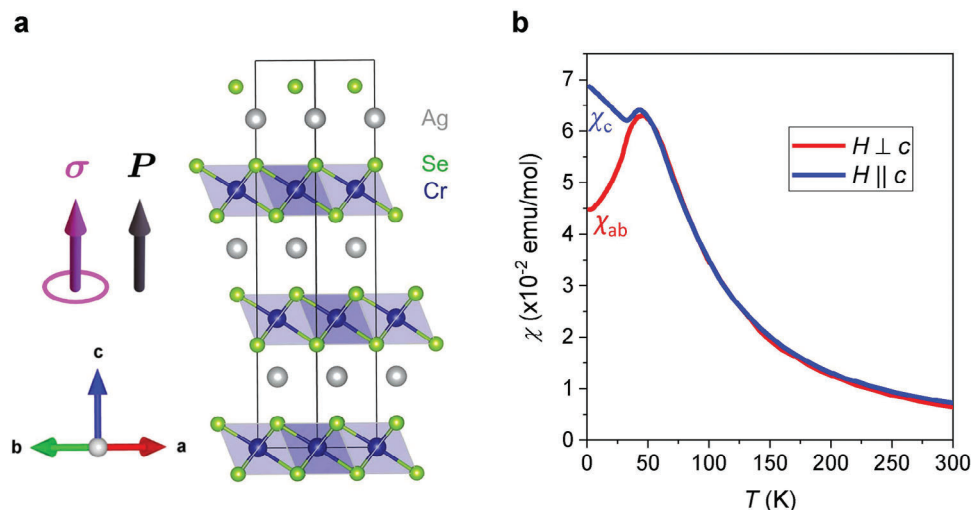 a
σ
P
c
b
a
Ag
Se
Cr
b
χ (x10⁻² emu/mol)
7
6
5
4
3
2
1
0
χc
χab
H ⊥ c
H || c
0
50
100
150
200
250
300
T (K)